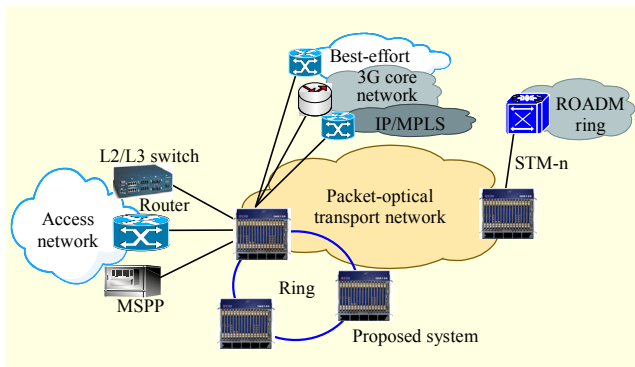 Best-effort
3G core
network
IP/MPLS
ROADM
ring
STM-n
L2/L3 switch
Router
Access
network
MSPP
Packet-optical
transport network
Ring
Proposed system